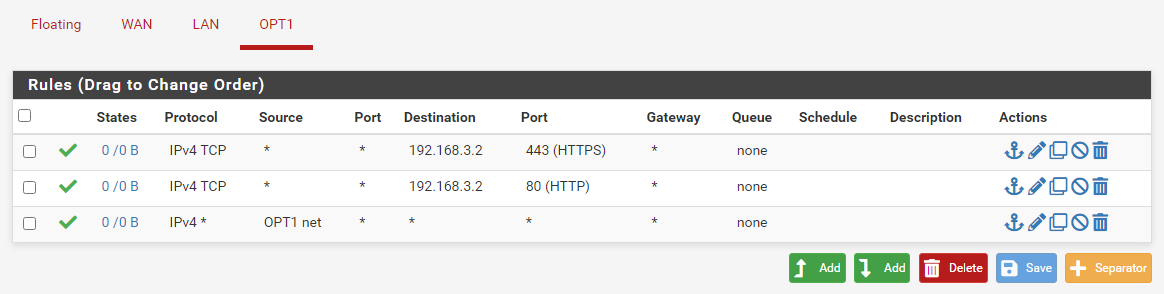 Floating WAN LAN OPT1
Rules (Drag to Change Order)
States Protocol Source Port Destination Port Gateway Queue Schedule Description Actions
0 /0 B IPv4 TCP * * 192.168.3.2 443 (HTTPS) * none
0 /0 B IPv4 TCP * * 192.168.3.2 80 (HTTP) * none
0 /0 B IPv4 * OPT1 net * * * * none
Add Add Delete Save Separator